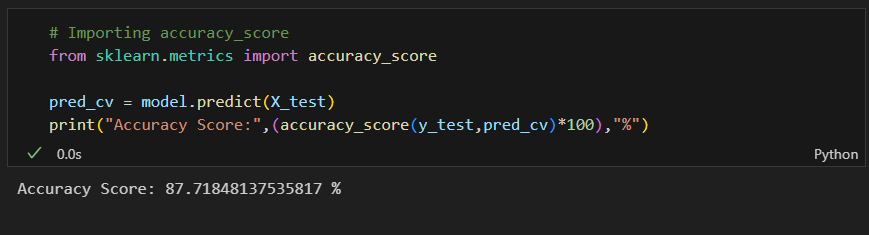 # Importing accuracy_score
from sklearn.metrics import accuracy_score
pred_cv = model.predict(X_test)
print("Accuracy Score:",(accuracy_score(y_test,pred_cv)*100),"%")
0.0s
Python
Accuracy Score: 87.71848137535817 %